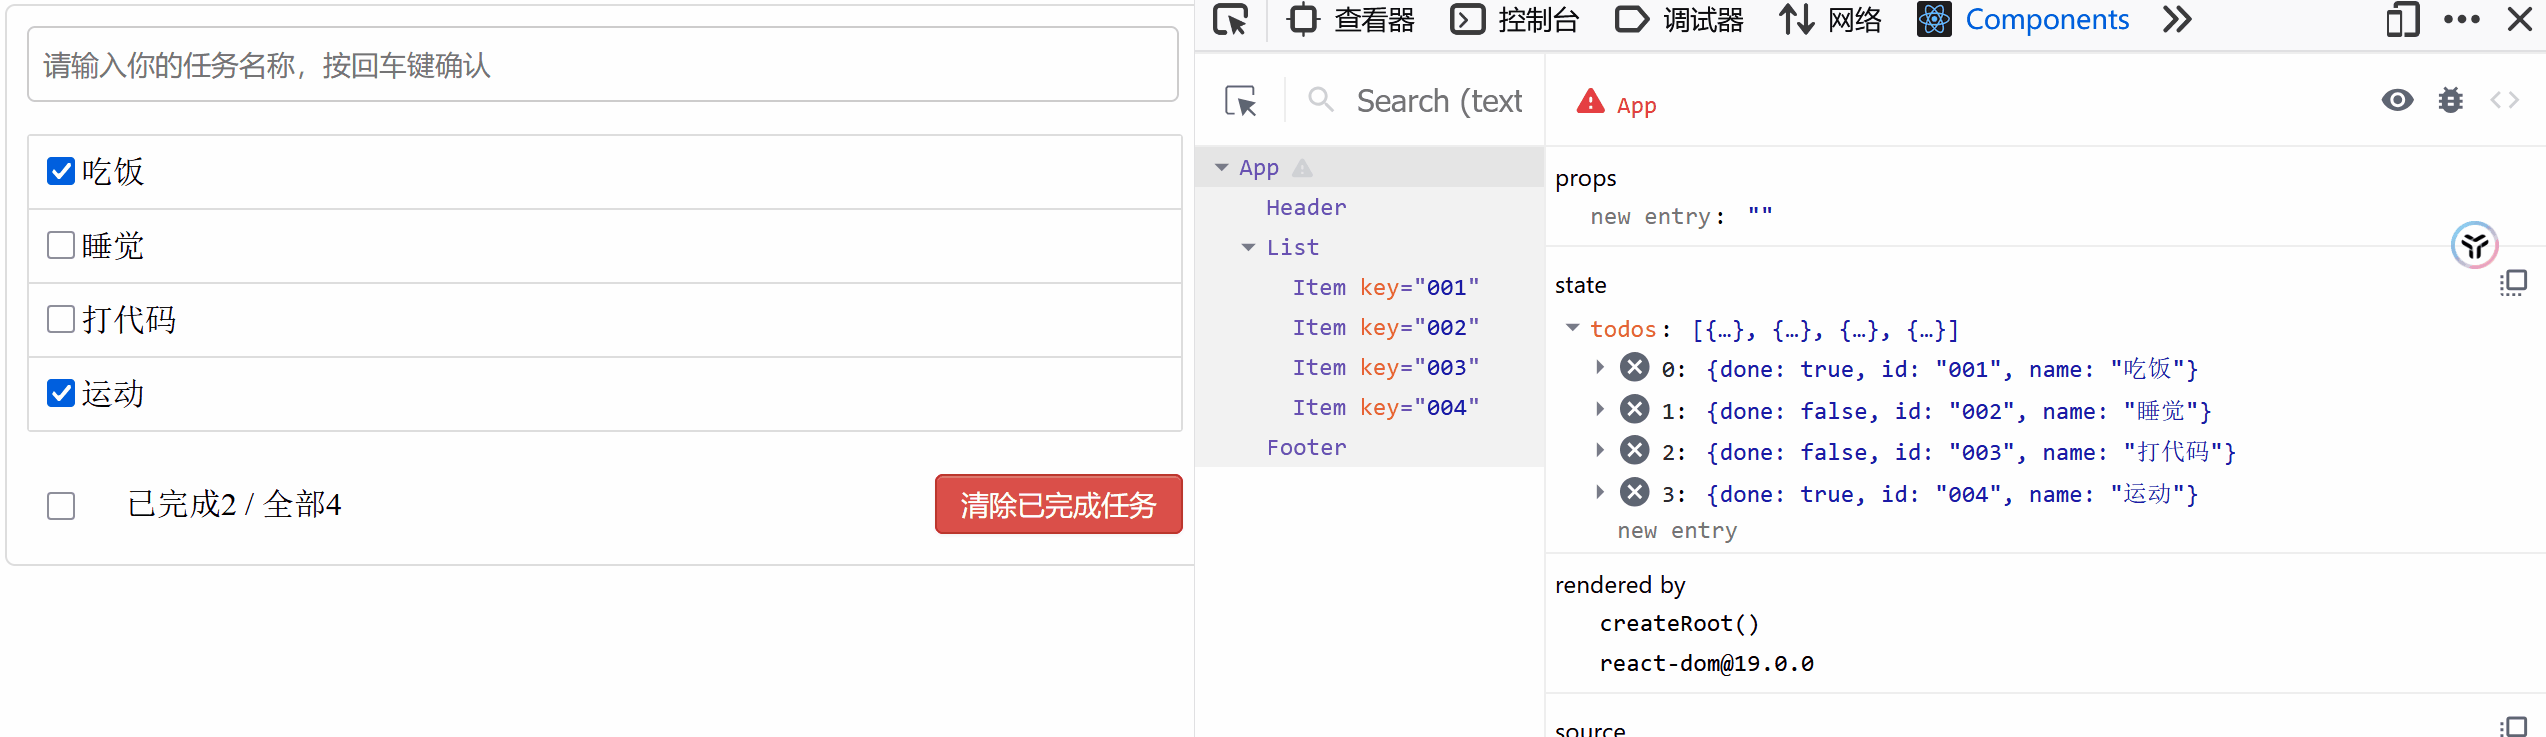 请输入你的任务名称，按回车键确认
吃饭
睡觉
打代码
运动
已完成2 / 全部4
清除已完成任务
查看器 控制台 调试器 网络 Components
Search (text
App
Header
List
Item key="001"
Item key="002"
Item key="003"
Item key="004"
Footer
App
props
new entry: ""
state
todos: [{…}, {…}, {…}, {…}]
0: {done: true, id: "001", name: "吃饭"}
1: {done: false, id: "002", name: "睡觉"}
2: {done: false, id: "003", name: "打代码"}
3: {done: true, id: "004", name: "运动"}
new entry
rendered by
createRoot()
react-dom@19.0.0
source